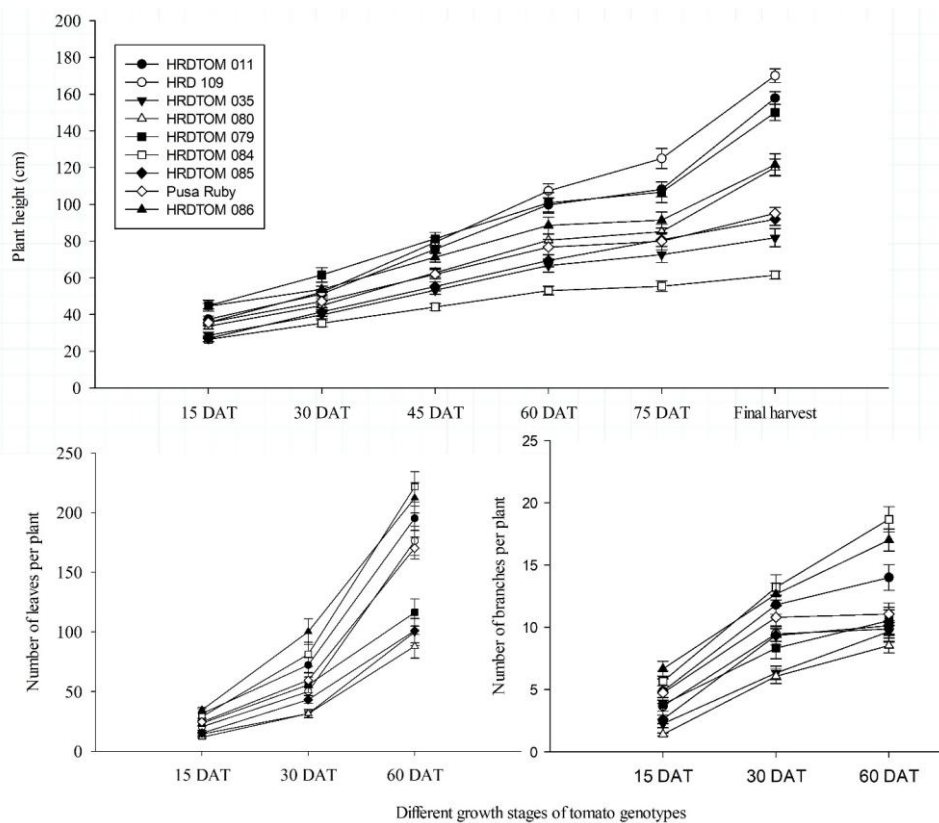 Plant height (cm)
200
180
160
140
120
100
80
60
40
20
0
HRDTOM 011
HRD 109
HRDTOM 035
HRDTOM 080
HRDTOM 079
HRDTOM 084
HRDTOM 085
Pusa Ruby
HRDTOM 086
15 DAT 30 DAT 45 DAT 60 DAT 75 DAT Final harvest
Number of leaves per plant
250
200
150
100
50
0
15 DAT 30 DAT 60 DAT
Number of branches per plant
25
20
15
10
5
0
15 DAT 30 DAT 60 DAT
Different growth stages of tomato genotypes